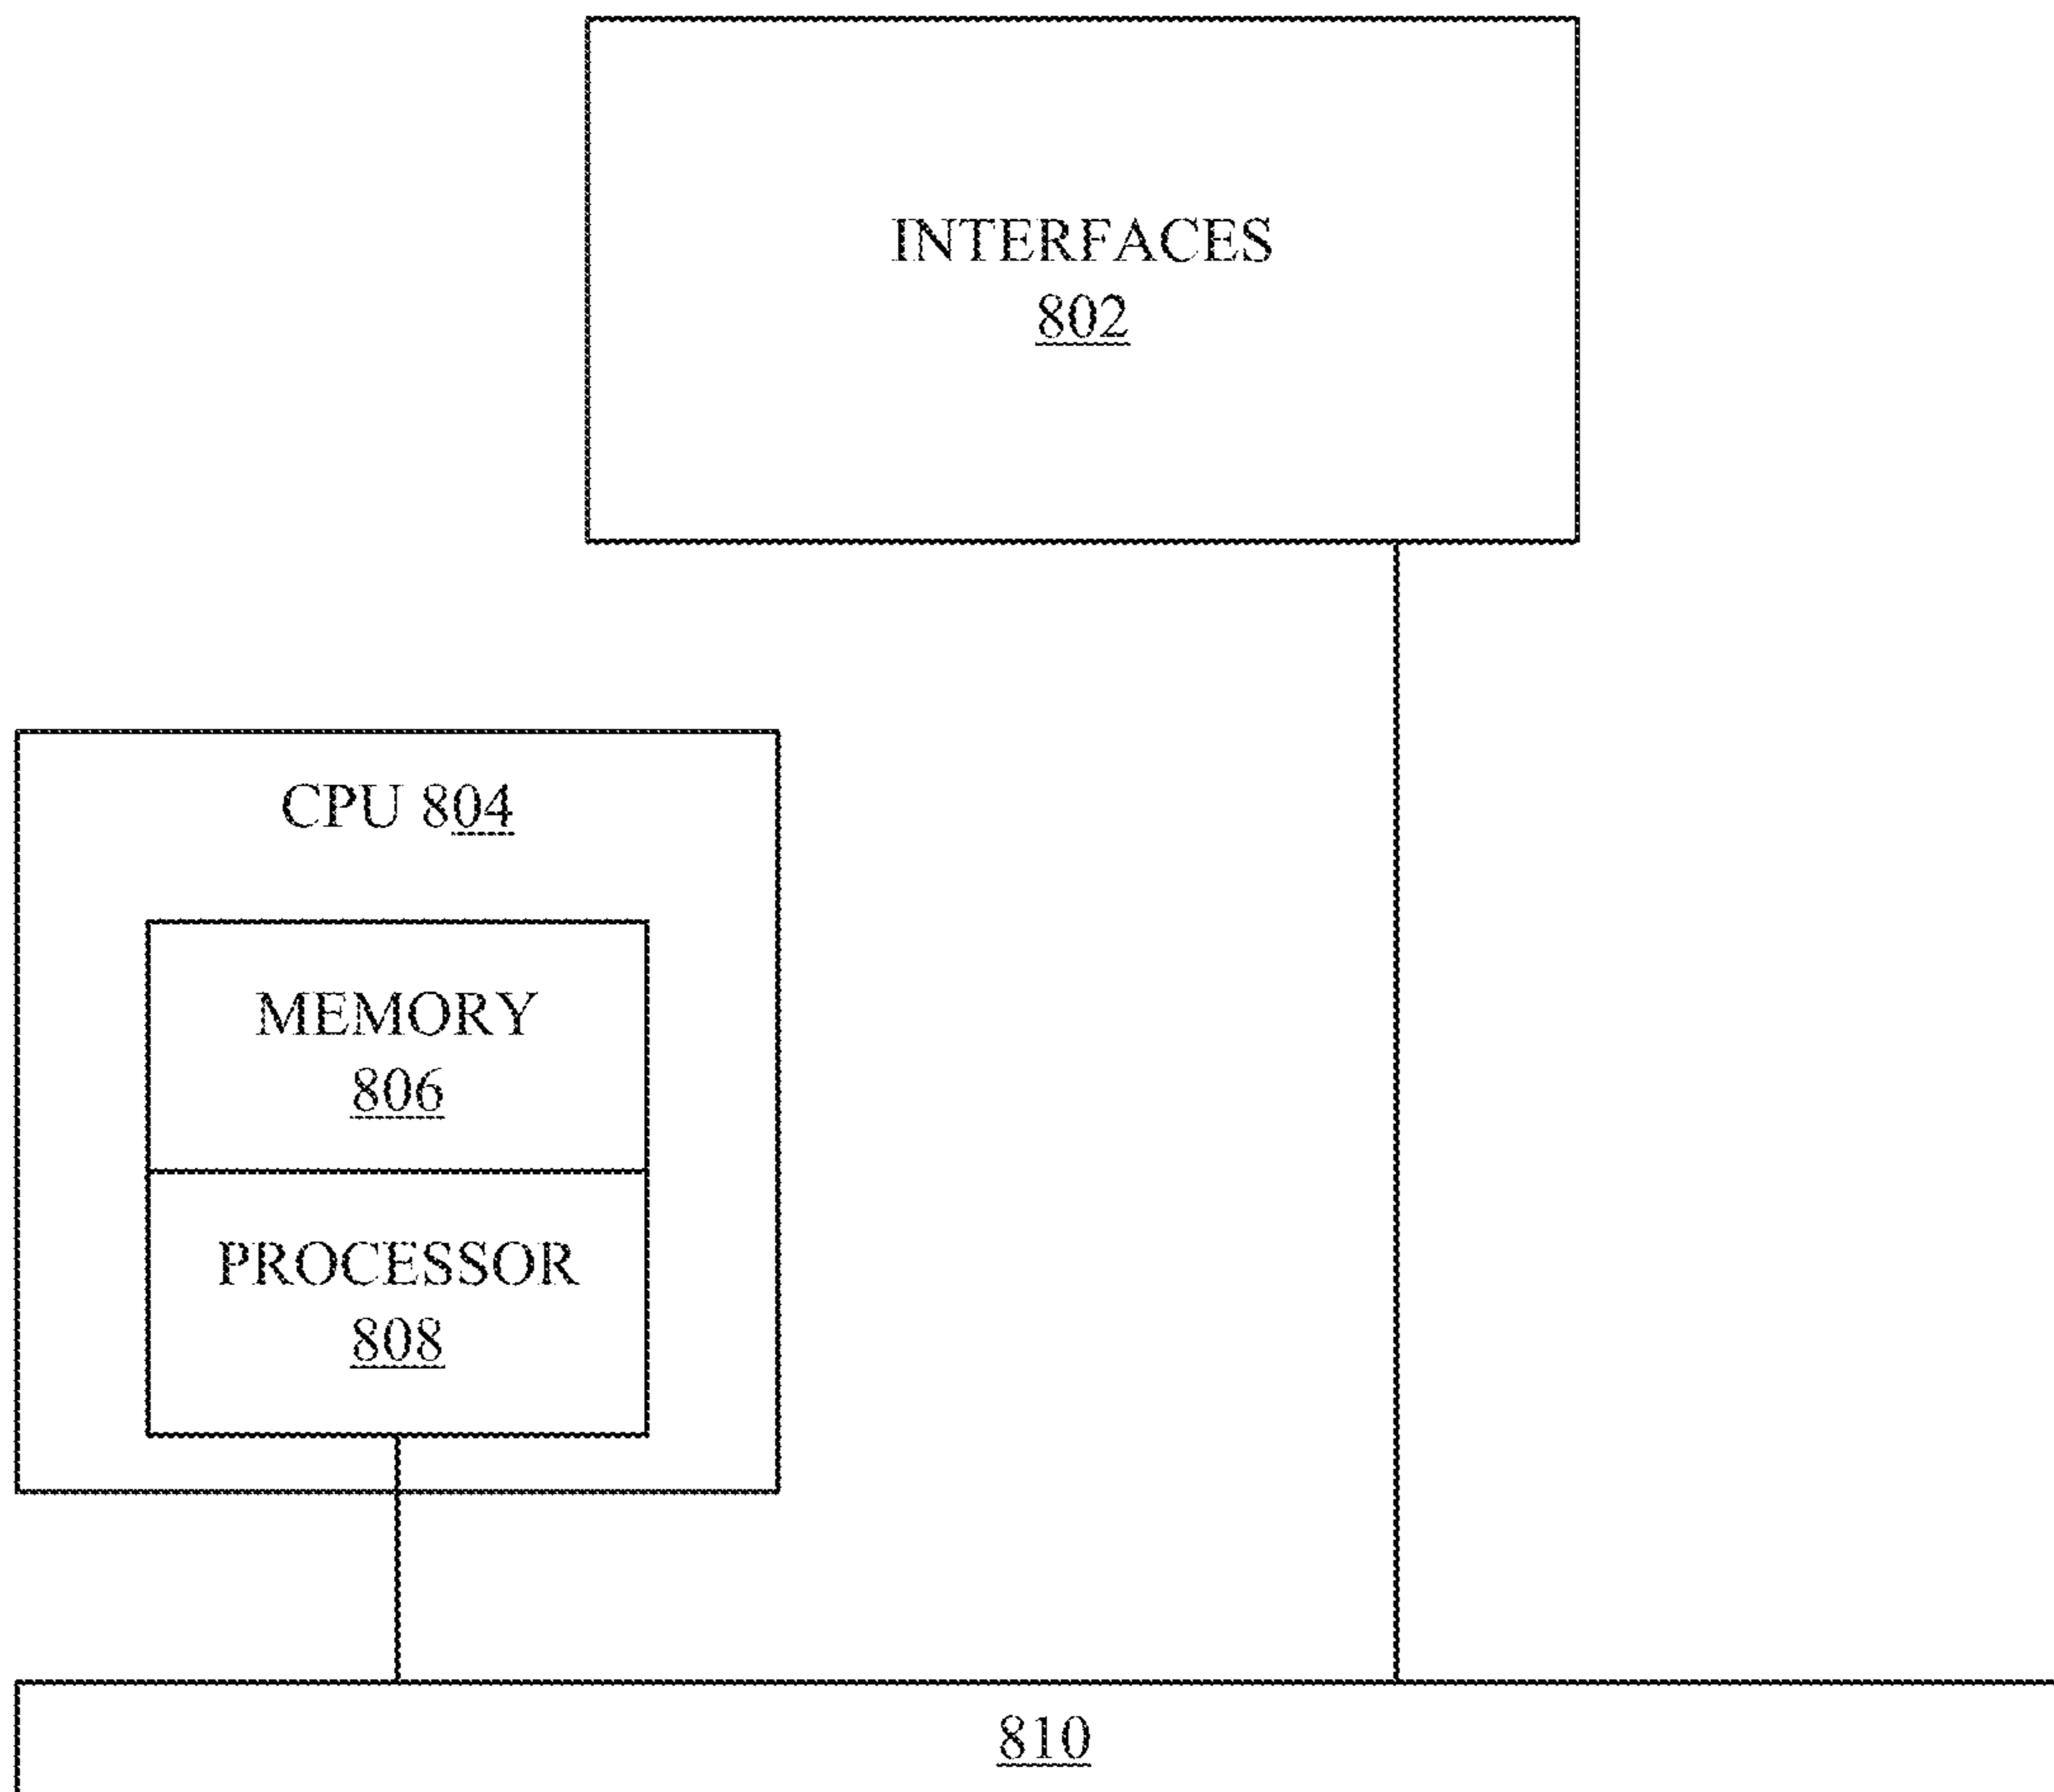 INTERFACES
802
CPU 804
MEMORY
806
PROCESSOR
808
810